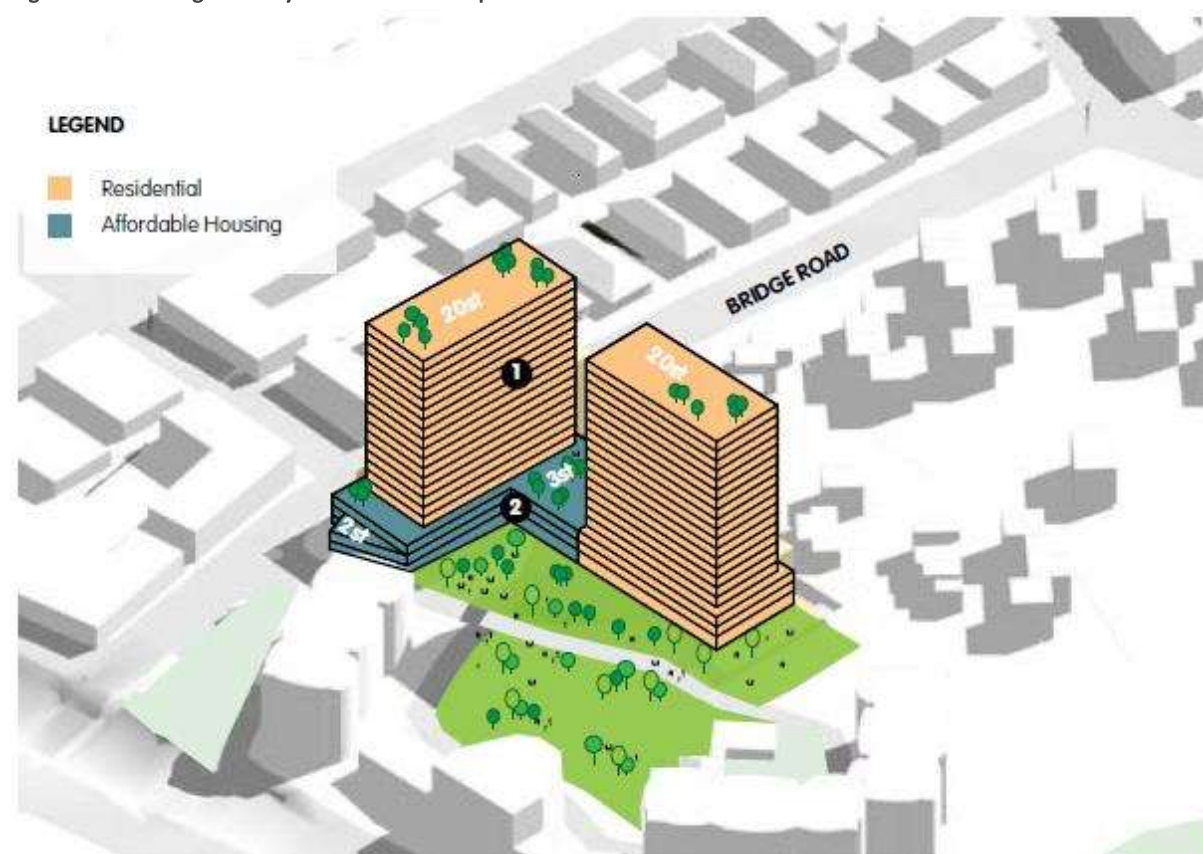 LEGEND
Residential
Affordable Housing
20st
BRIDGE ROAD
20st
1
3st
2
2st